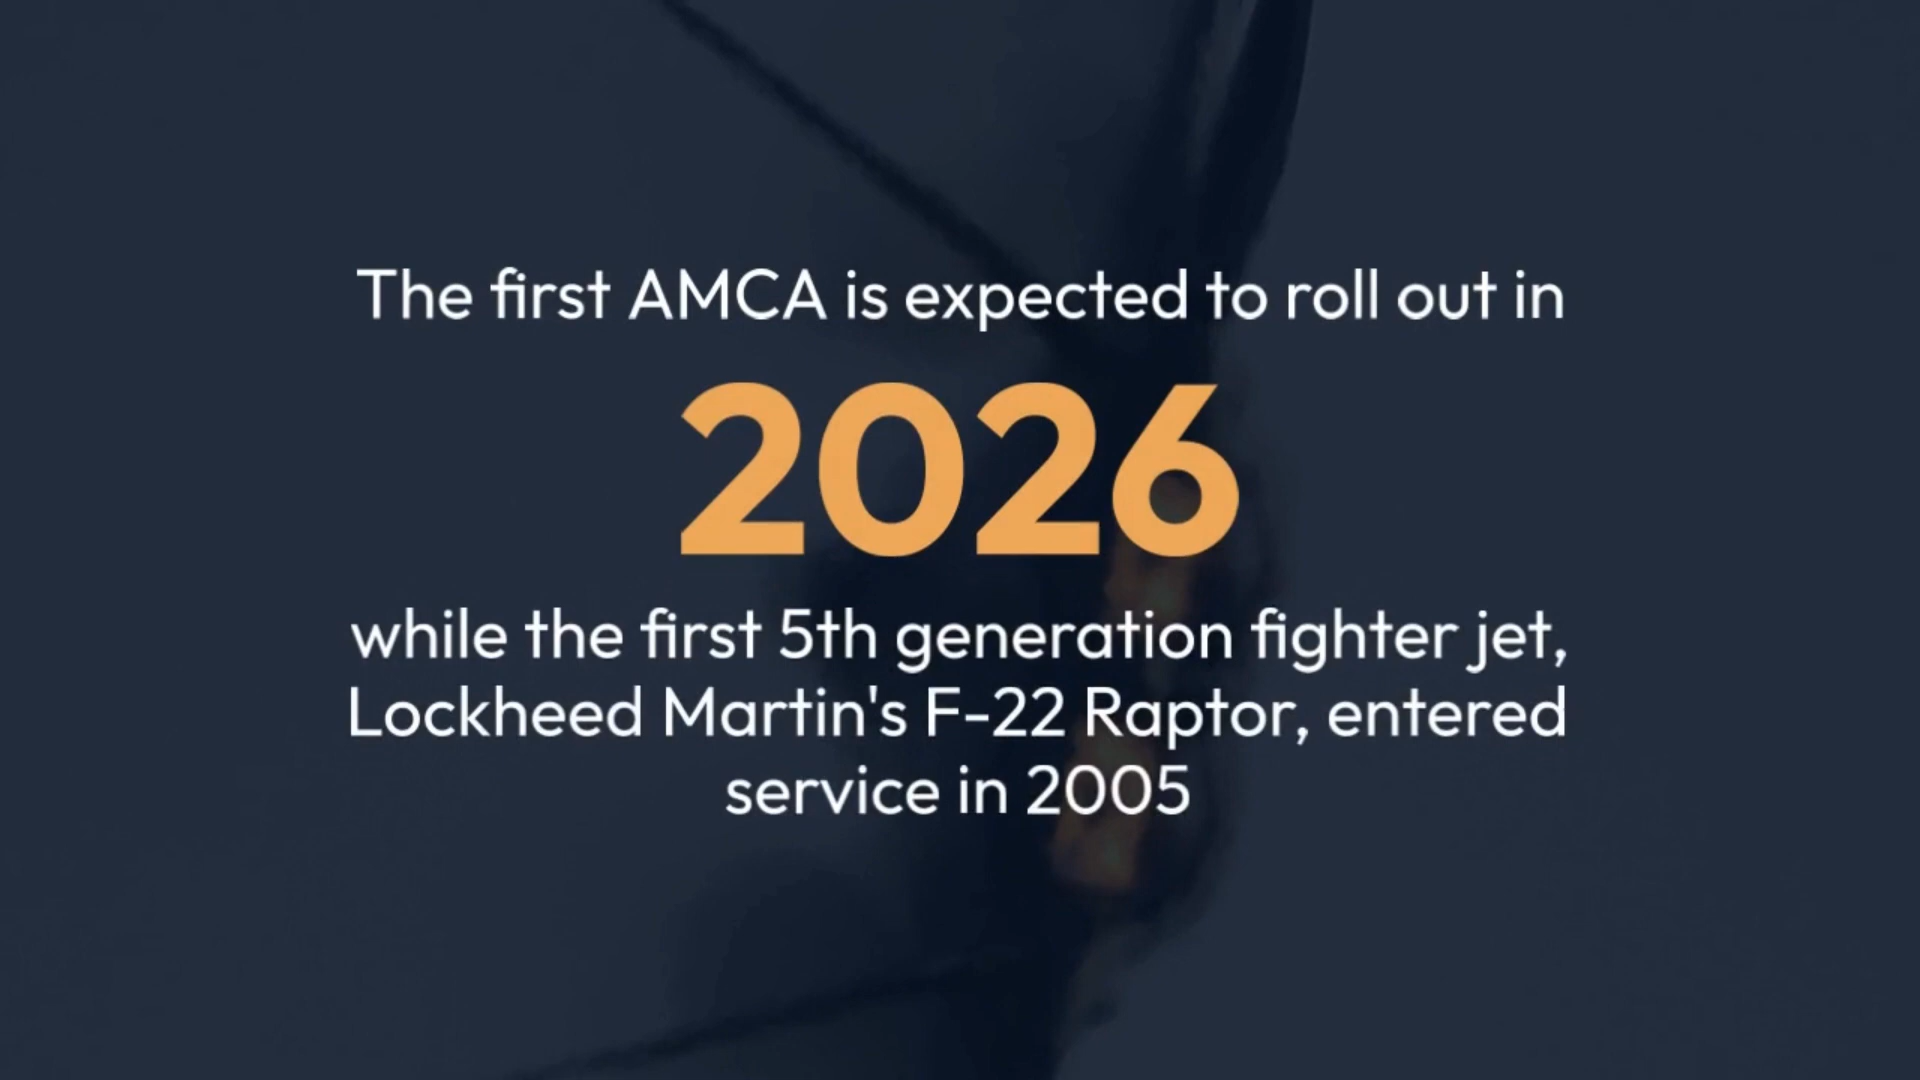 The first AMCA is expected to roll out in
2026
while the first 5th generation fighter jet,
Lockheed Martin's F-22 Raptor, entered
service in 2005